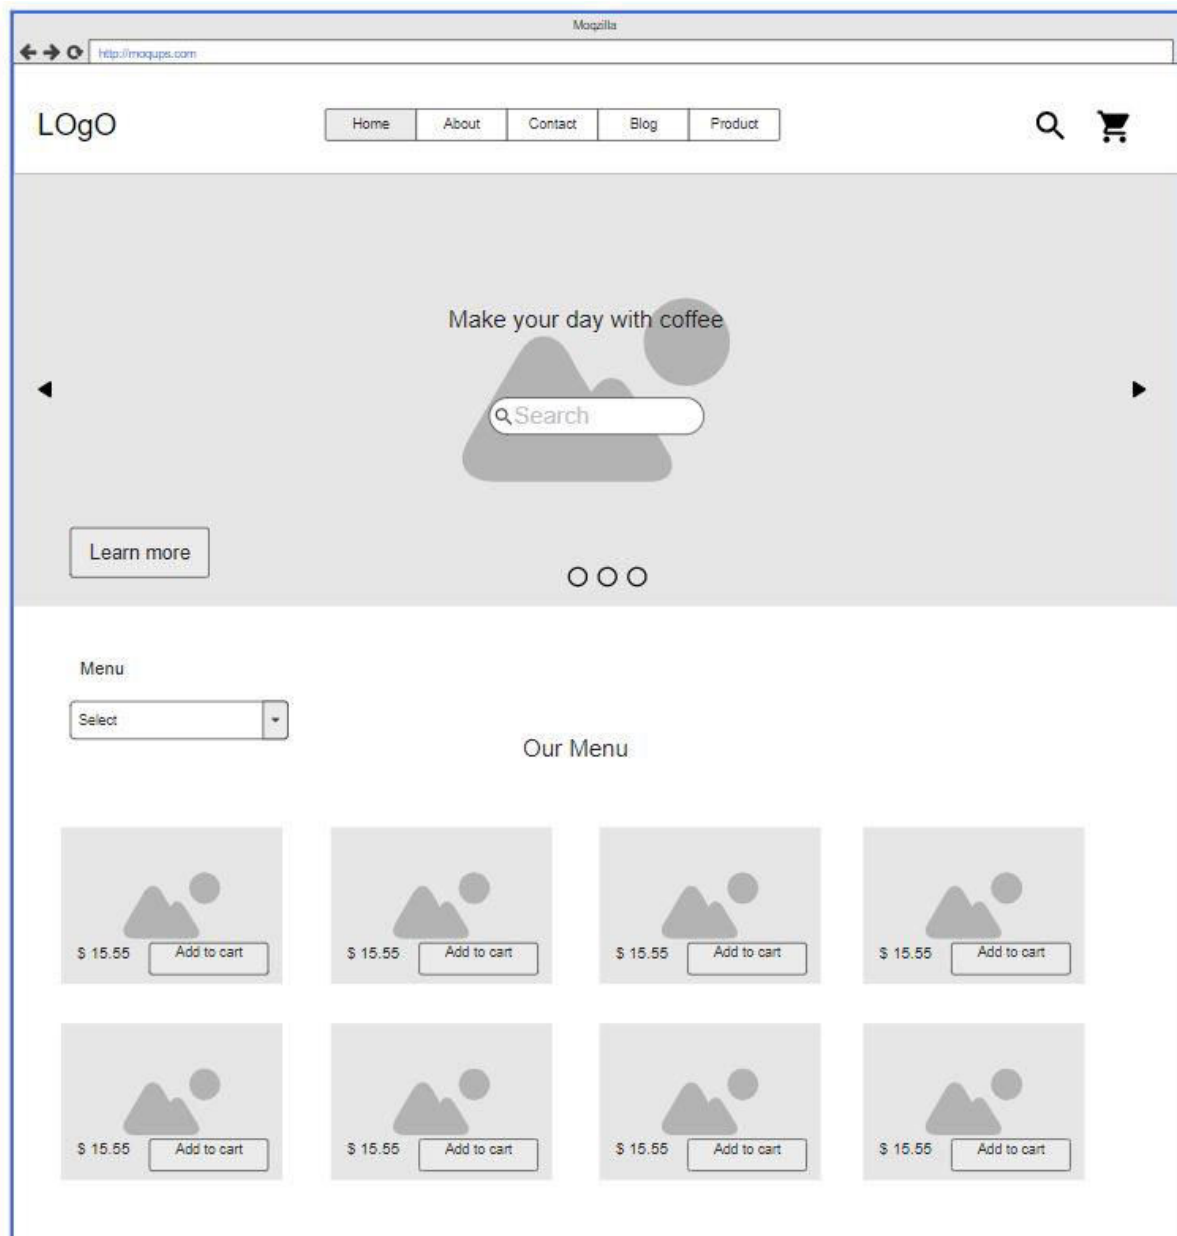 Moqzilla
http://moqups.com
LOgO
Home About Contact Blog Product
Make your day with coffee
Search
Learn more
Menu
Select
Our Menu
$ 15.55 Add to cart $ 15.55 Add to cart $ 15.55 Add to cart $ 15.55 Add to cart
$ 15.55 Add to cart $ 15.55 Add to cart $ 15.55 Add to cart $ 15.55 Add to cart